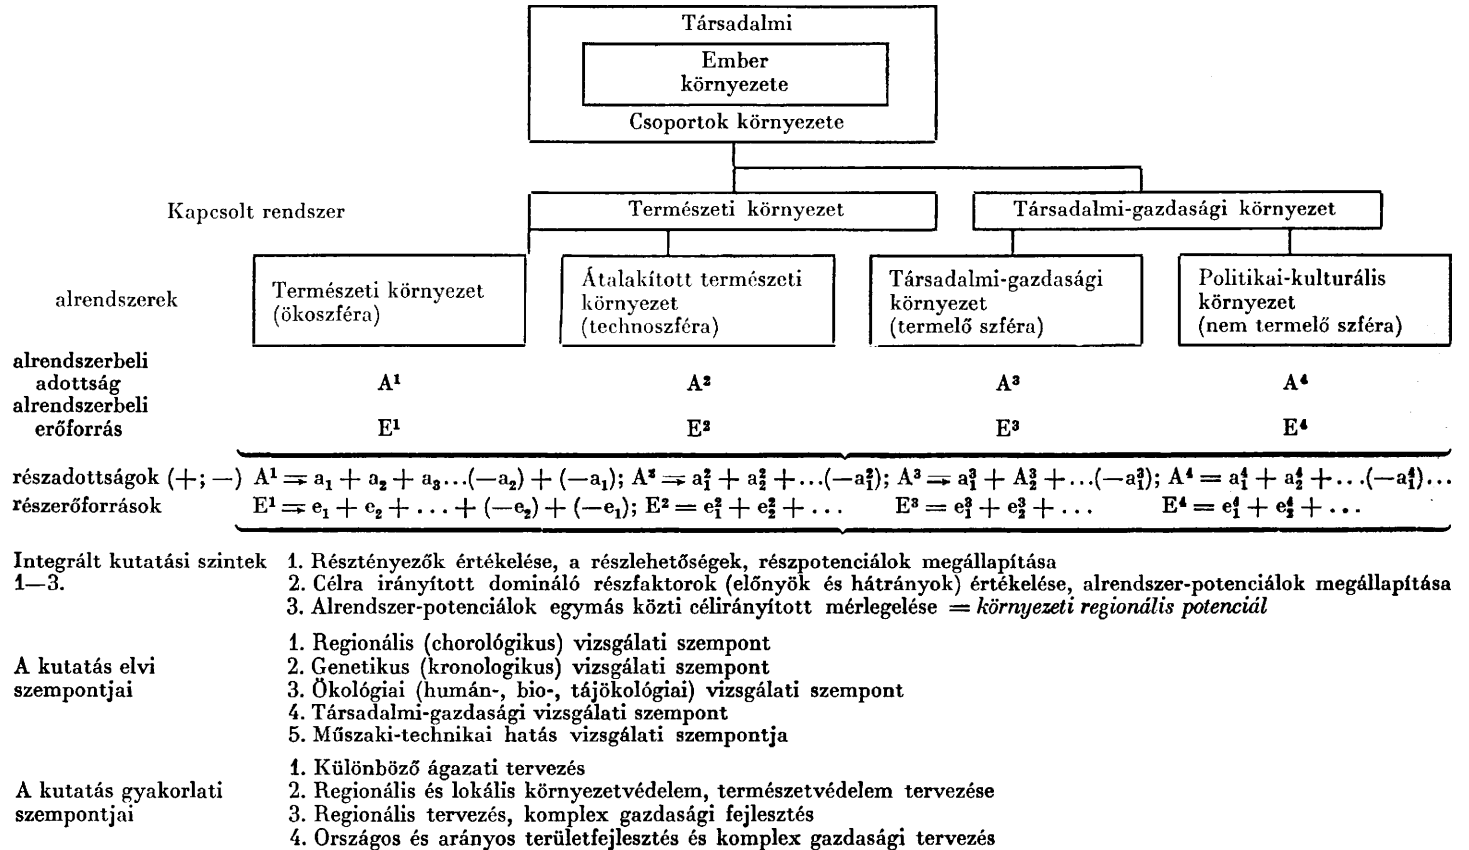 Társadalmi
Ember
környezete
Csoportok környezete
Kapcsolt rendszer
Természeti környezet
Társadalmi-gazdasági környezet
alrendszerek
Természeti környezet
(ökoszféra)
Átalakított természeti
környezet
(technoszféra)
Társadalmi-gazdasági
környezet
(termelő szféra)
Politikai-kulturális
környezet
(nem termelő szféra)
alrendszerbeli
adottság
A¹ A² A³ A⁴
alrendszerbeli
erőforrás
E¹ E² E³ E⁴
részadottságok (+; —) A¹ = a₁ + a₂ + a₃...(—a₂) + (—a₁); A² = a₁² + a₂² +...(—a₁²); A³ = a₁³ + A₂³ +...(—a₁³); A⁴ = a₁⁴ + a₂⁴ +...(—a₁⁴)...
részerőforrások E¹ = e₁ + e₂ + ... + (—e₂) + (—e₁); E² = e₁² + e₂² + ... E³ = e₁³ + e₂³ + ... E⁴ = e₁⁴ + e₂⁴ + ...
Integrált kutatási szintek 1. Résztényezők értékelése, a részlehetőségek, részpotenciálok megállapítása
1—3. 2. Célra irányított domináló részfaktorok (előnyök és hátrányok) értékelése, alrendszer-potenciálok megállapítása
3. Alrendszer-potenciálok egymás közti célirányított mérlegelése = környezeti regionális potenciál
1. Regionális (chorológikus) vizsgálati szempont
A kutatás elvi 2. Genetikus (kronologikus) vizsgálati szempont
szempontjai 3. Ökológiai (humán-, bio-, tájökológiai) vizsgálati szempont
4. Társadalmi-gazdasági vizsgálati szempont
5. Műszaki-technikai hatás vizsgálati szempontja
1. Különböző ágazati tervezés
A kutatás gyakorlati 2. Regionális és lokális környezetvédelem, természetvédelem tervezése
szempontjai 3. Regionális tervezés, komplex gazdasági fejlesztés
4. Országos és arányos területfejlesztés és komplex gazdasági tervezés